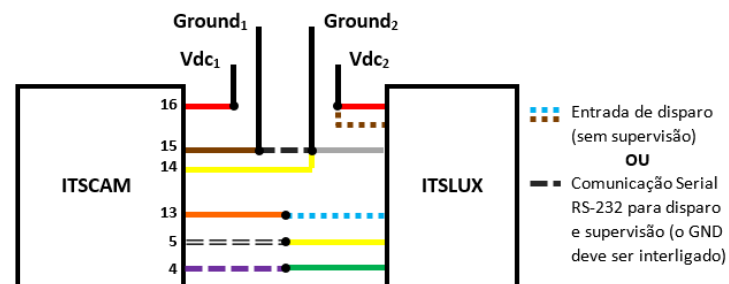 Ground₁
Ground₂
Vdc₁
Vdc₂
16
15
14
13
5
4
ITSCAM
ITSLUX
Entrada de disparo
(sem supervisão)
OU
Comunicação Serial
RS-232 para disparo
e supervisão (o GND
deve ser interligado)